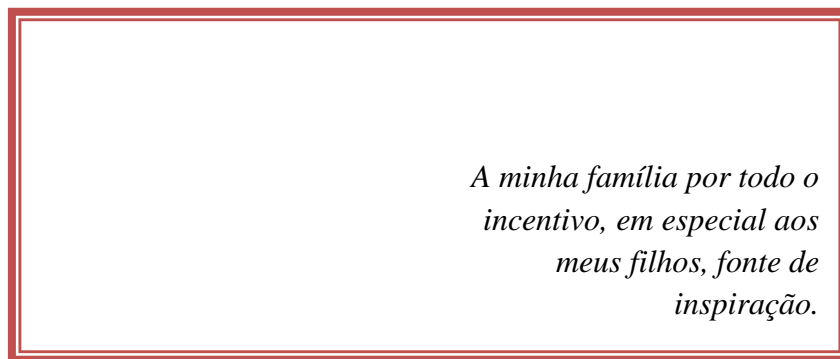 A minha família por todo o
incentivo, em especial aos
meus filhos, fonte de
inspiração.